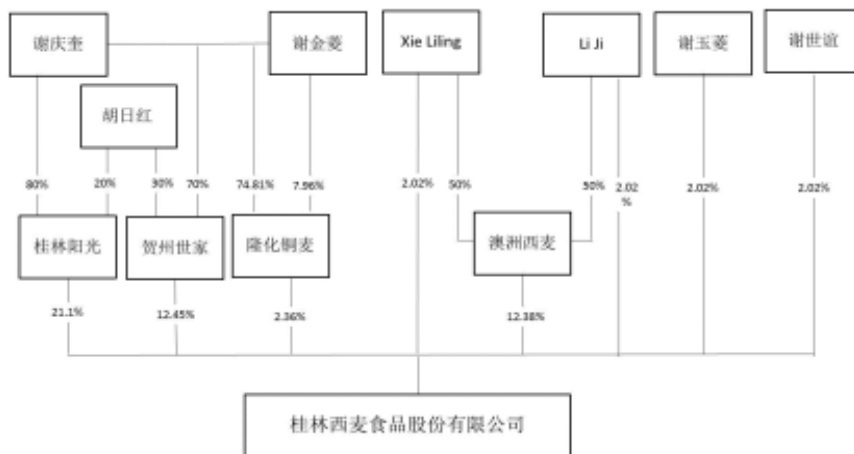 谢庆奎
谢金菱
Xie Liling
Li Ji
谢玉菱
谢世谊
胡日红
80%
20%
30%
70%
74.81%
7.96%
2.02%
50%
50%
2.02
%
2.02%
2.02%
桂林阳光
贺州世家
隆化铜麦
澳洲西麦
21.1%
12.45%
2.36%
12.38%
桂林西麦食品股份有限公司